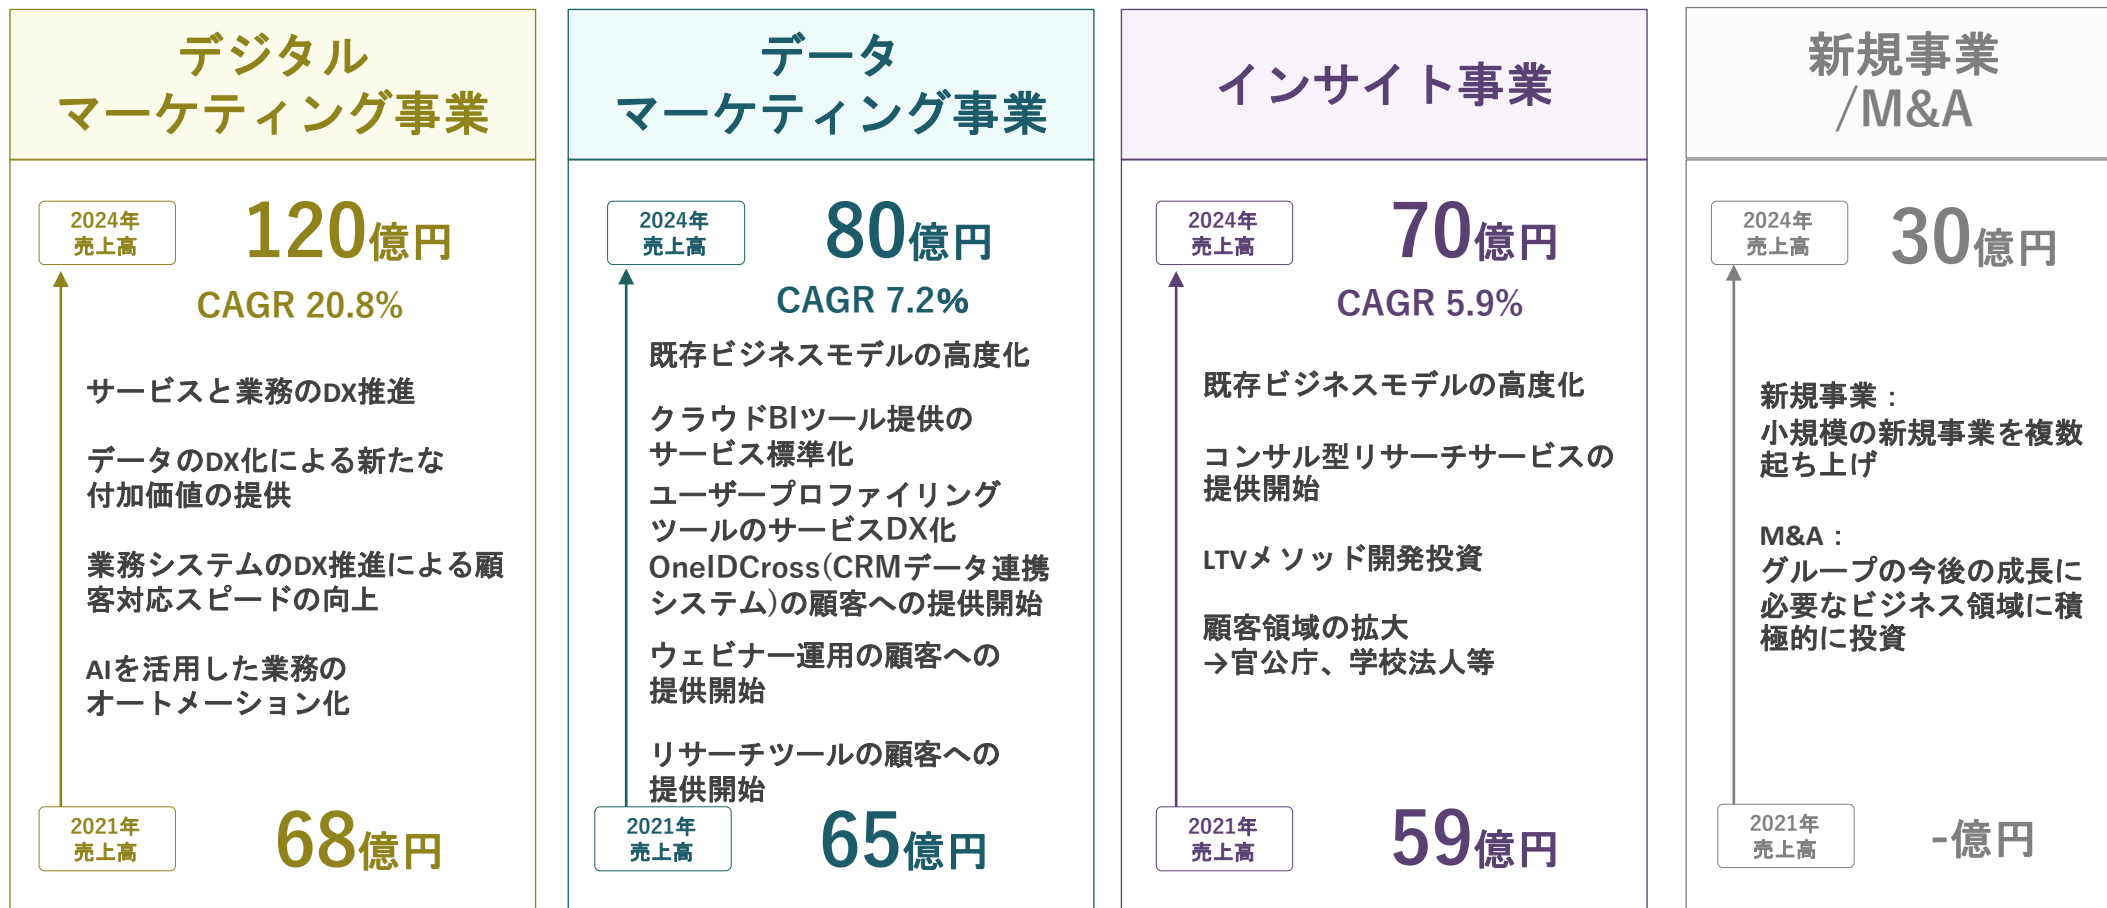 デジタル
マーケティング事業
2024年
売上高
120億円
CAGR 20.8%
サービスと業務のDX推進
データのDX化による新たな
付加価値の提供
業務システムのDX推進による顧
客対応スピードの向上
AIを活用した業務の
オートメーション化
2021年
売上高
68億円
データ
マーケティング事業
2024年
売上高
80億円
CAGR 7.2%
既存ビジネスモデルの高度化
クラウドBIツール提供の
サービス標準化
ユーザープロファイリング
ツールのサービスDX化
OneIDCross(CRMデータ連携
システム)の顧客への提供開始
ウェビナー運用の顧客への
提供開始
リサーチツールの顧客への
提供開始
2021年
売上高
65億円
インサイト事業
2024年
売上高
70億円
CAGR 5.9%
既存ビジネスモデルの高度化
コンサル型リサーチサービスの
提供開始
LTVメソッド開発投資
顧客領域の拡大
→官公庁、学校法人等
2021年
売上高
59億円
新規事業
/M&A
2024年
売上高
30億円
新規事業：
小規模の新規事業を複数
起ち上げ
M&A：
グループの今後の成長に
必要なビジネス領域に積
極的に投資
2021年
売上高
-億円